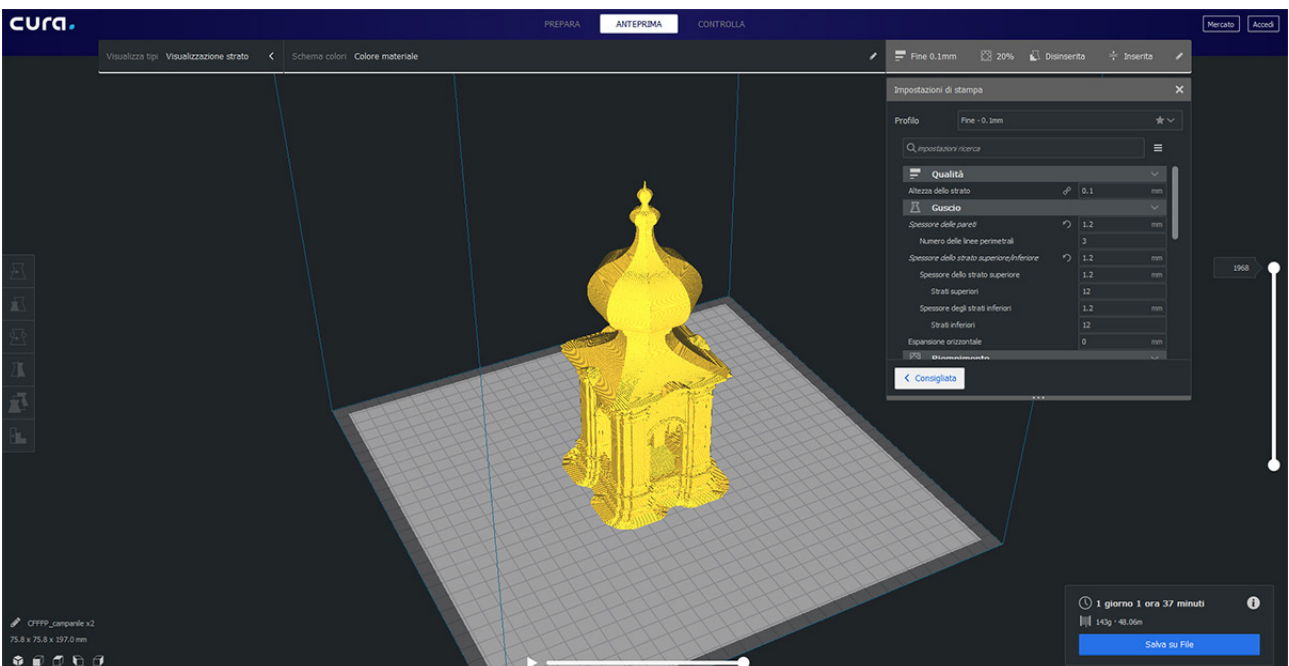 cura.
PREPARA ANTEPRIMA CONTROLLA
Mercato Accedi
Visualizza tipi Visualizzazione strato
Schema colori Colore materiale
Fine 0.1mm 20% Disinserita Inserita
Impostazioni di stampa
Profilo Fine - 0.1mm
impostazioni ricerca
Qualità
Altezza dello strato 0.1 mm
Guscio
Spessore delle pareti 1.2 mm
Numero delle linee perimetrali 3
Spessore dello strato superiore/inferiore 1.2 mm
Spessore dello strato superiore 1.2 mm
Strati superiori 12
Spessore degli strati inferiori 1.2 mm
Strati inferiori 12
Espansione orizzontale 0 mm
Riempimento
Consigliata
1968
1 giorno 1 ora 37 minuti
143g · 48.06m
Salva su File
CFFFP_campanile x2
75.8 x 75.8 x 197.0 mm